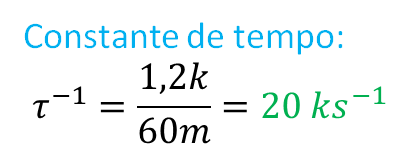 Constante de tempo:
τ⁻¹ = 1,2k/60m = 20 ks⁻¹